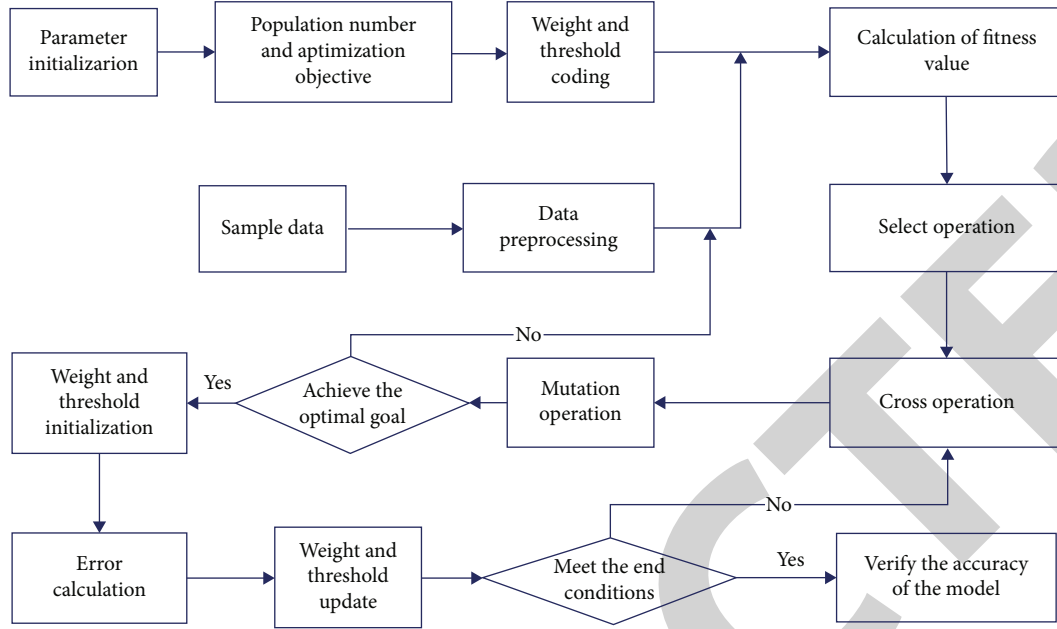 Parameter
initializarion
Population number
and aptimization
objective
Weight and
threshold
coding
Calculation of fitness
value
Sample data
Data
preprocessing
Select operation
No
Weight and
threshold
initialization
Yes
Achieve the
optimal goal
Mutation
operation
Cross operation
No
Error
calculation
Weight and
threshold
update
Meet the end
conditions
Yes
Verify the accuracy
of the model